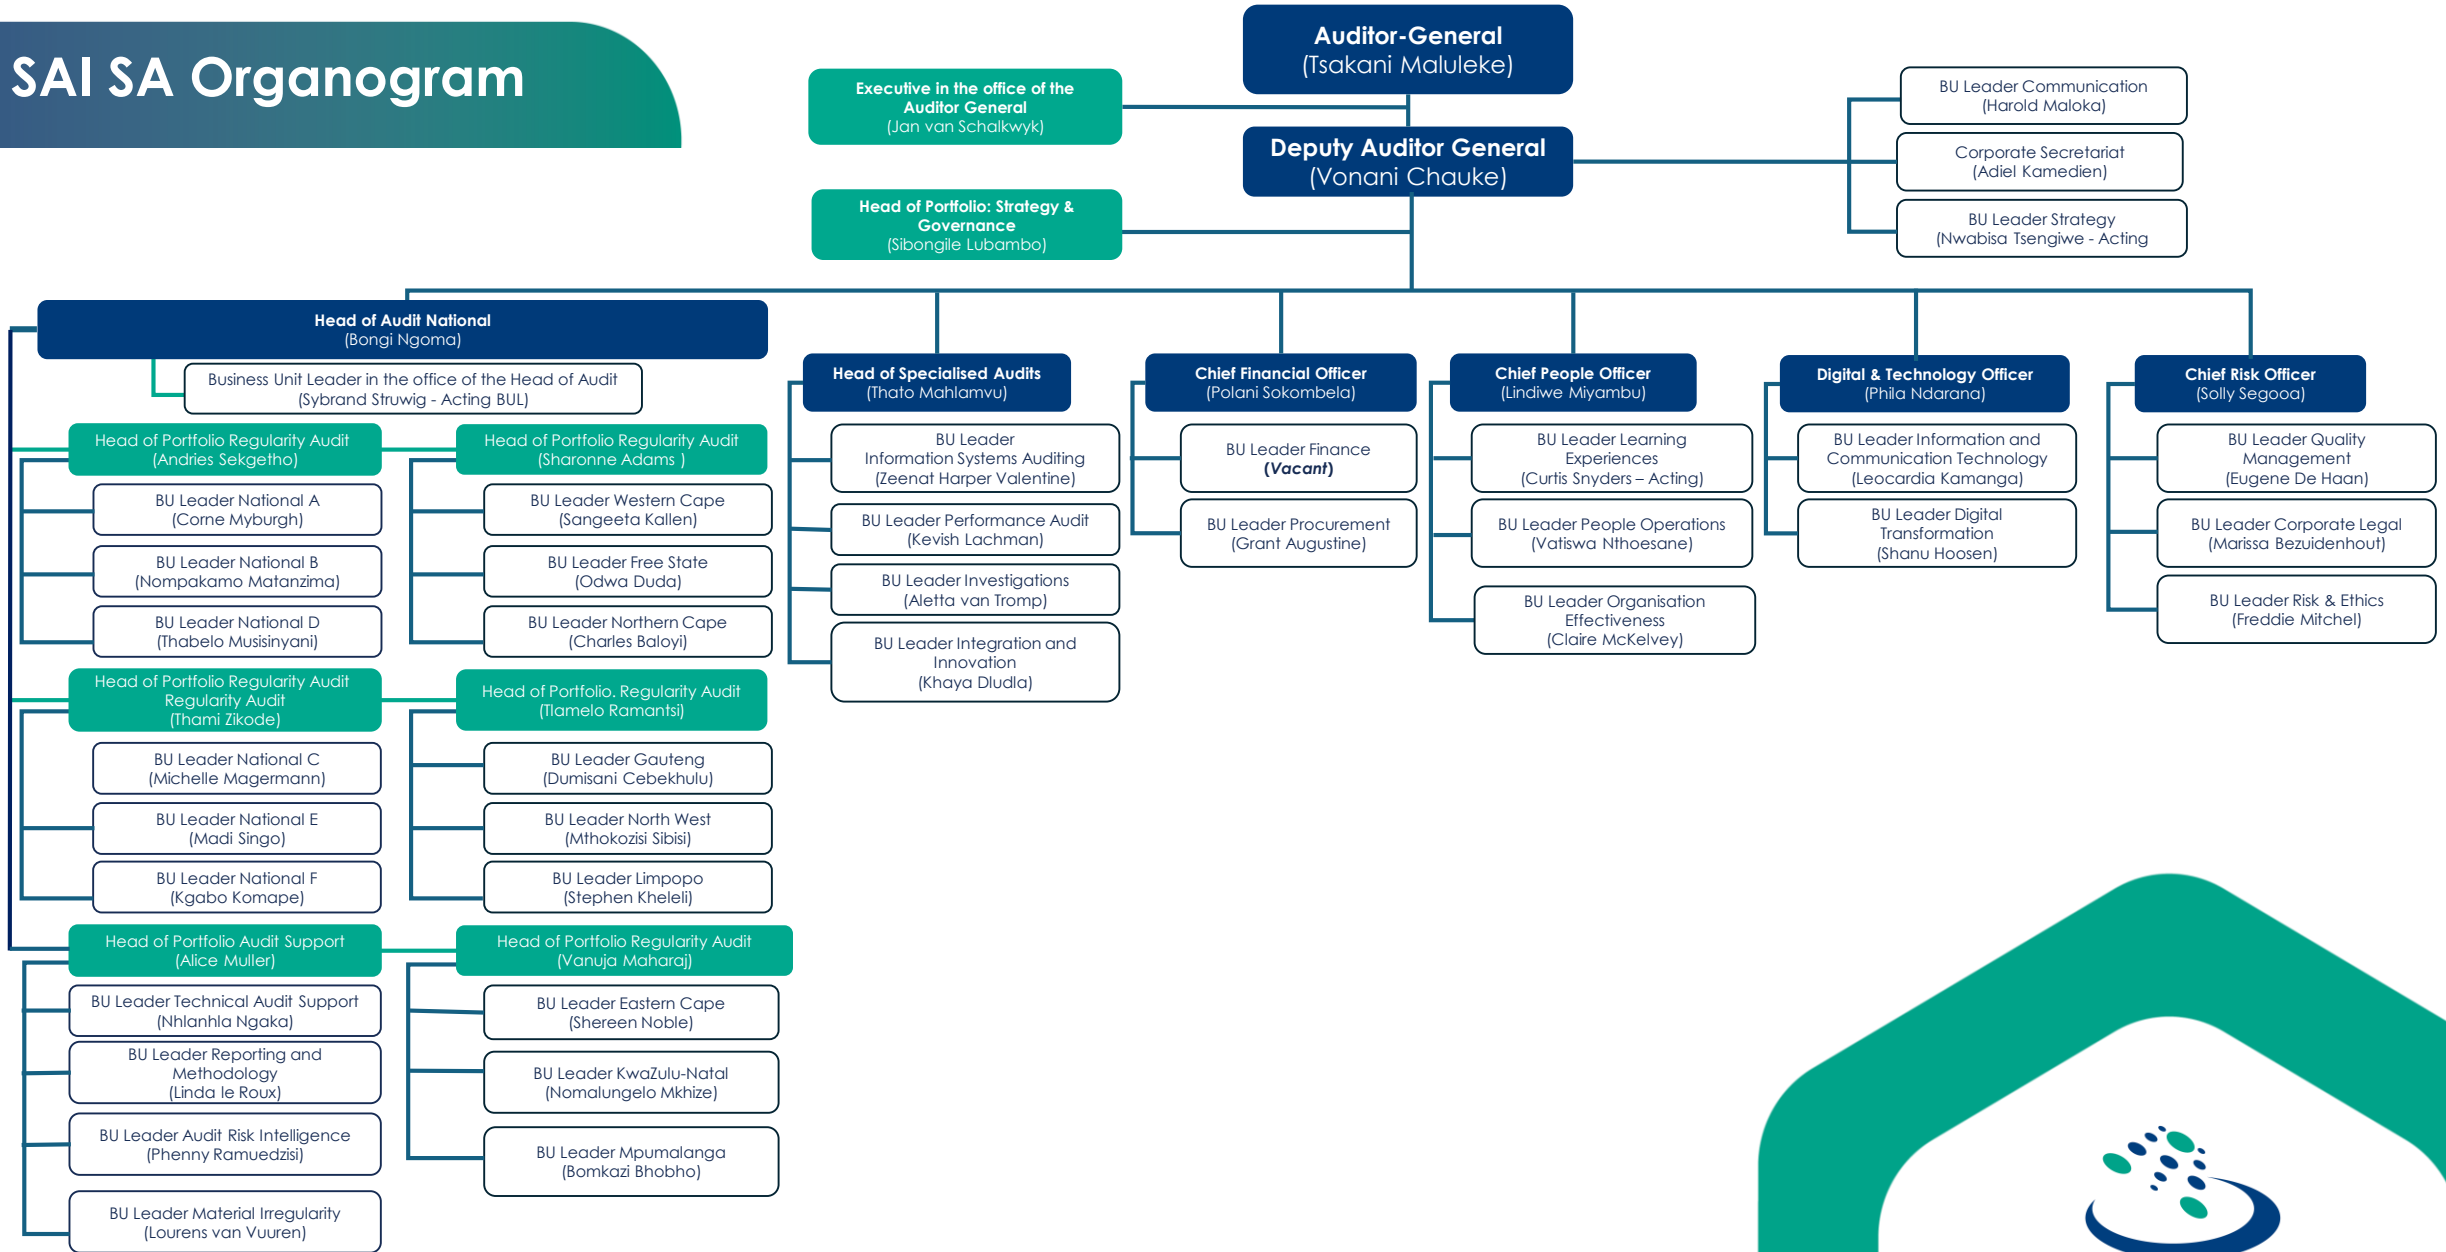 SAI SA Organogram
Auditor-General
(Tsakani Maluleke)
Executive in the office of the
Auditor General
(Jan van Schalkwyk)
Deputy Auditor General
(Vonani Chauke)
Head of Portfolio: Strategy &
Governance
(Sibongile Lubambo)
BU Leader Communication
(Harold Maloka)
Corporate Secretariat
(Adiel Kamedien)
BU Leader Strategy
(Nwabisa Tsengiwe - Acting
Head of Audit National
(Bongi Ngoma)
Business Unit Leader in the office of the Head of Audit
(Sybrand Struwig - Acting BUL)
Head of Portfolio Regularity Audit
(Andries Sekgetho)
BU Leader National A
(Corne Myburgh)
BU Leader National B
(Nompakamo Matanzima)
BU Leader National D
(Thabelo Musisinyani)
Head of Portfolio Regularity Audit
(Sharonne Adams )
BU Leader Western Cape
(Sangeeta Kallen)
BU Leader Free State
(Odwa Duda)
BU Leader Northern Cape
(Charles Baloyi)
Head of Portfolio Regularity Audit
Regularity Audit
(Thami Zikode)
BU Leader National C
(Michelle Magermann)
BU Leader National E
(Madi Singo)
BU Leader National F
(Kgabo Komape)
Head of Portfolio. Regularity Audit
(Tlamelo Ramantsi)
BU Leader Gauteng
(Dumisani Cebekhulu)
BU Leader North West
(Mthokozisi Sibisi)
BU Leader Limpopo
(Stephen Kheleli)
Head of Portfolio Audit Support
(Alice Muller)
BU Leader Technical Audit Support
(Nhlanhla Ngaka)
BU Leader Reporting and
Methodology
(Linda le Roux)
BU Leader Audit Risk Intelligence
(Phenny Ramuedzisi)
BU Leader Material Irregularity
(Lourens van Vuuren)
Head of Portfolio Regularity Audit
(Vanuja Maharaj)
BU Leader Eastern Cape
(Shereen Noble)
BU Leader KwaZulu-Natal
(Nomalungelo Mkhize)
BU Leader Mpumalanga
(Bomkazi Bhobho)
Head of Specialised Audits
(Thato Mahlamvu)
BU Leader
Information Systems Auditing
(Zeenat Harper Valentine)
BU Leader Performance Audit
(Kevish Lachman)
BU Leader Investigations
(Aletta van Tromp)
BU Leader Integration and
Innovation
(Khaya Dludla)
Chief Financial Officer
(Polani Sokombela)
BU Leader Finance
(Vacant)
BU Leader Procurement
(Grant Augustine)
Chief People Officer
(Lindiwe Miyambu)
BU Leader Learning
Experiences
(Curtis Snyders – Acting)
BU Leader People Operations
(Vatiswa Nthoesane)
BU Leader Organisation
Effectiveness
(Claire McKelvey)
Digital & Technology Officer
(Phila Ndarana)
BU Leader Information and
Communication Technology
(Leocardia Kamanga)
BU Leader Digital
Transformation
(Shanu Hoosen)
Chief Risk Officer
(Solly Segooa)
BU Leader Quality
Management
(Eugene De Haan)
BU Leader Corporate Legal
(Marissa Bezuidenhout)
BU Leader Risk & Ethics
(Freddie Mitchel)